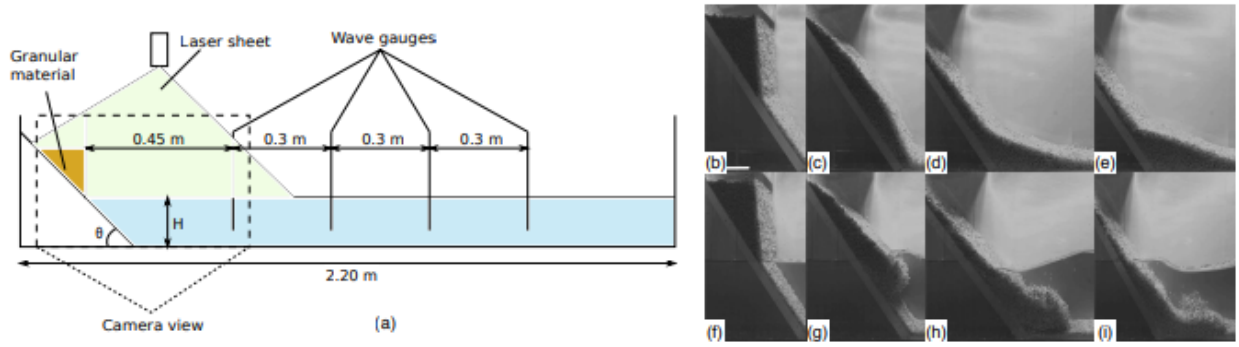 Laser sheet
Wave gauges
Granular
material
0.45 m
0.3 m
0.3 m
0.3 m
H
θ
2.20 m
Camera view
(a)
(b)
(c)
(d)
(e)
(f)
(g)
(h)
(i)